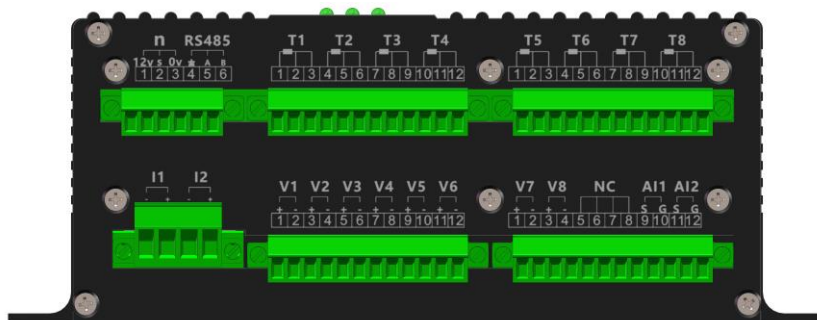 n RS485 T1 T2 T3 T4 T5 T6 T7 T8
12v s 0v A B
1 2 3 4 5 6 1 2 3 4 5 6 7 8 9 10 11 12 1 2 3 4 5 6 7 8 9 10 11 12
I1 I2 V1 V2 V3 V4 V5 V6 V7 V8 NC AI1 AI2
- + - + + - + - + - + - + - + - + - + - S G S G
1 2 3 4 5 6 7 8 9 10 11 12 1 2 3 4 5 6 7 8 9 10 11 12